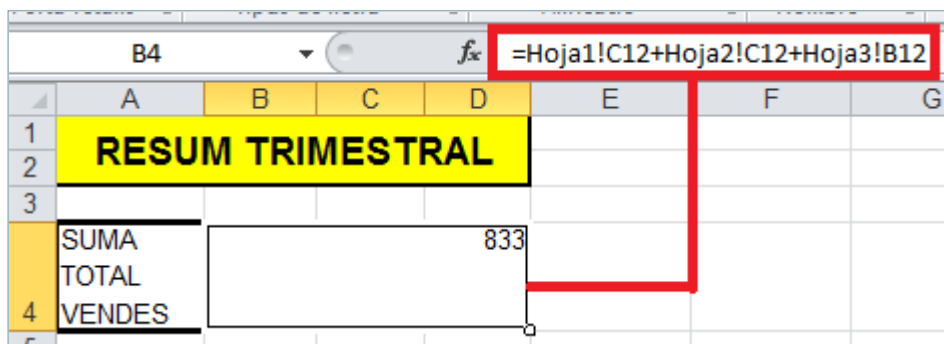 B4 fx =Hoja1!C12+Hoja2!C12+Hoja3!B12
A B C D E F G
1
RESUM TRIMESTRAL
2
3
SUMA 833
TOTAL
4 VENDES